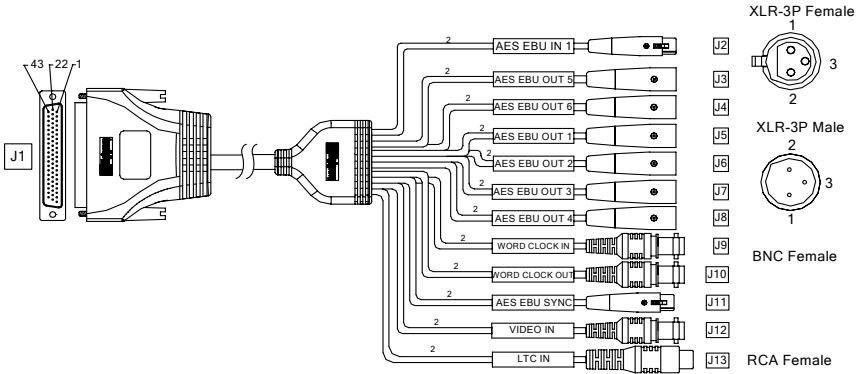 XLR-3P Female
1
3
2
43 22 1
J1
2 AES EBU IN 1 J2
2 AES EBU OUT 5 J3
2 AES EBU OUT 6 J4
2 AES EBU OUT 1 J5
2 AES EBU OUT 2 J6
2 AES EBU OUT 3 J7
2 AES EBU OUT 4 J8
2 WORD CLOCK IN J9
2 WORD CLOCK OUT J10
2 AES EBU SYNC J11
2 VIDEO IN J12
2 LTC IN J13
XLR-3P Male
2
3
1
BNC Female
RCA Female